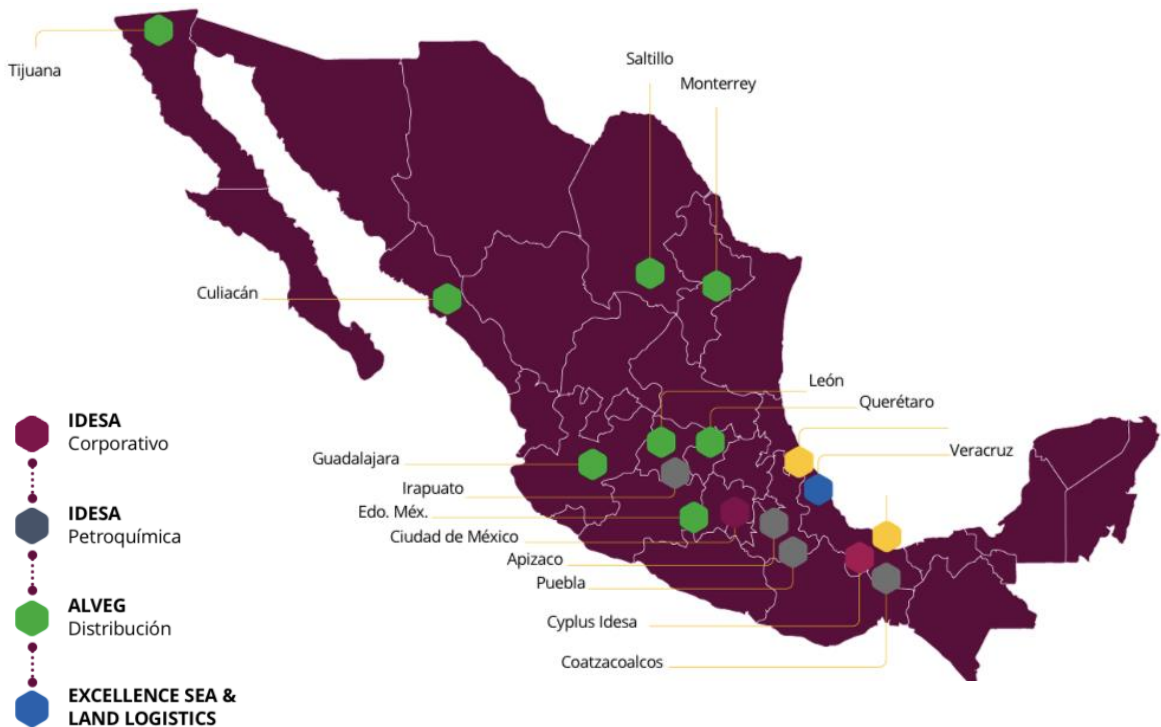 Tijuana
Saltillo
Monterrey
Culiacán
León
Querétaro
Veracruz
Guadalajara
Irapuato
Edo. Méx.
Ciudad de México
Apizaco
Puebla
Cyplus Idesa
Coatzacoalcos
IDESA
Corporativo
IDESA
Petroquímica
ALVEG
Distribución
EXCELLENCE SEA &
LAND LOGISTICS